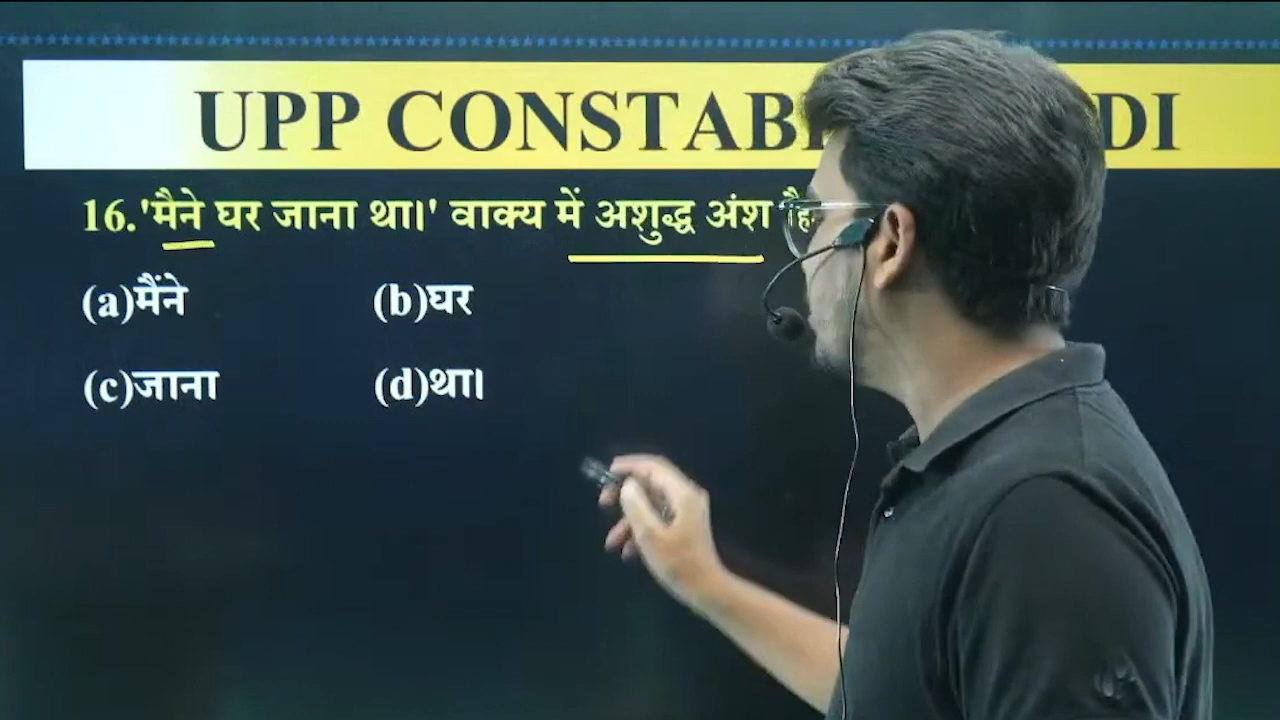 UPP CONSTAB DI
16.'मैने घर जाना था।' वाक्य में अशुद्ध अंश है-
(a)मैंने (b)घर
(c)जाना (d)था।